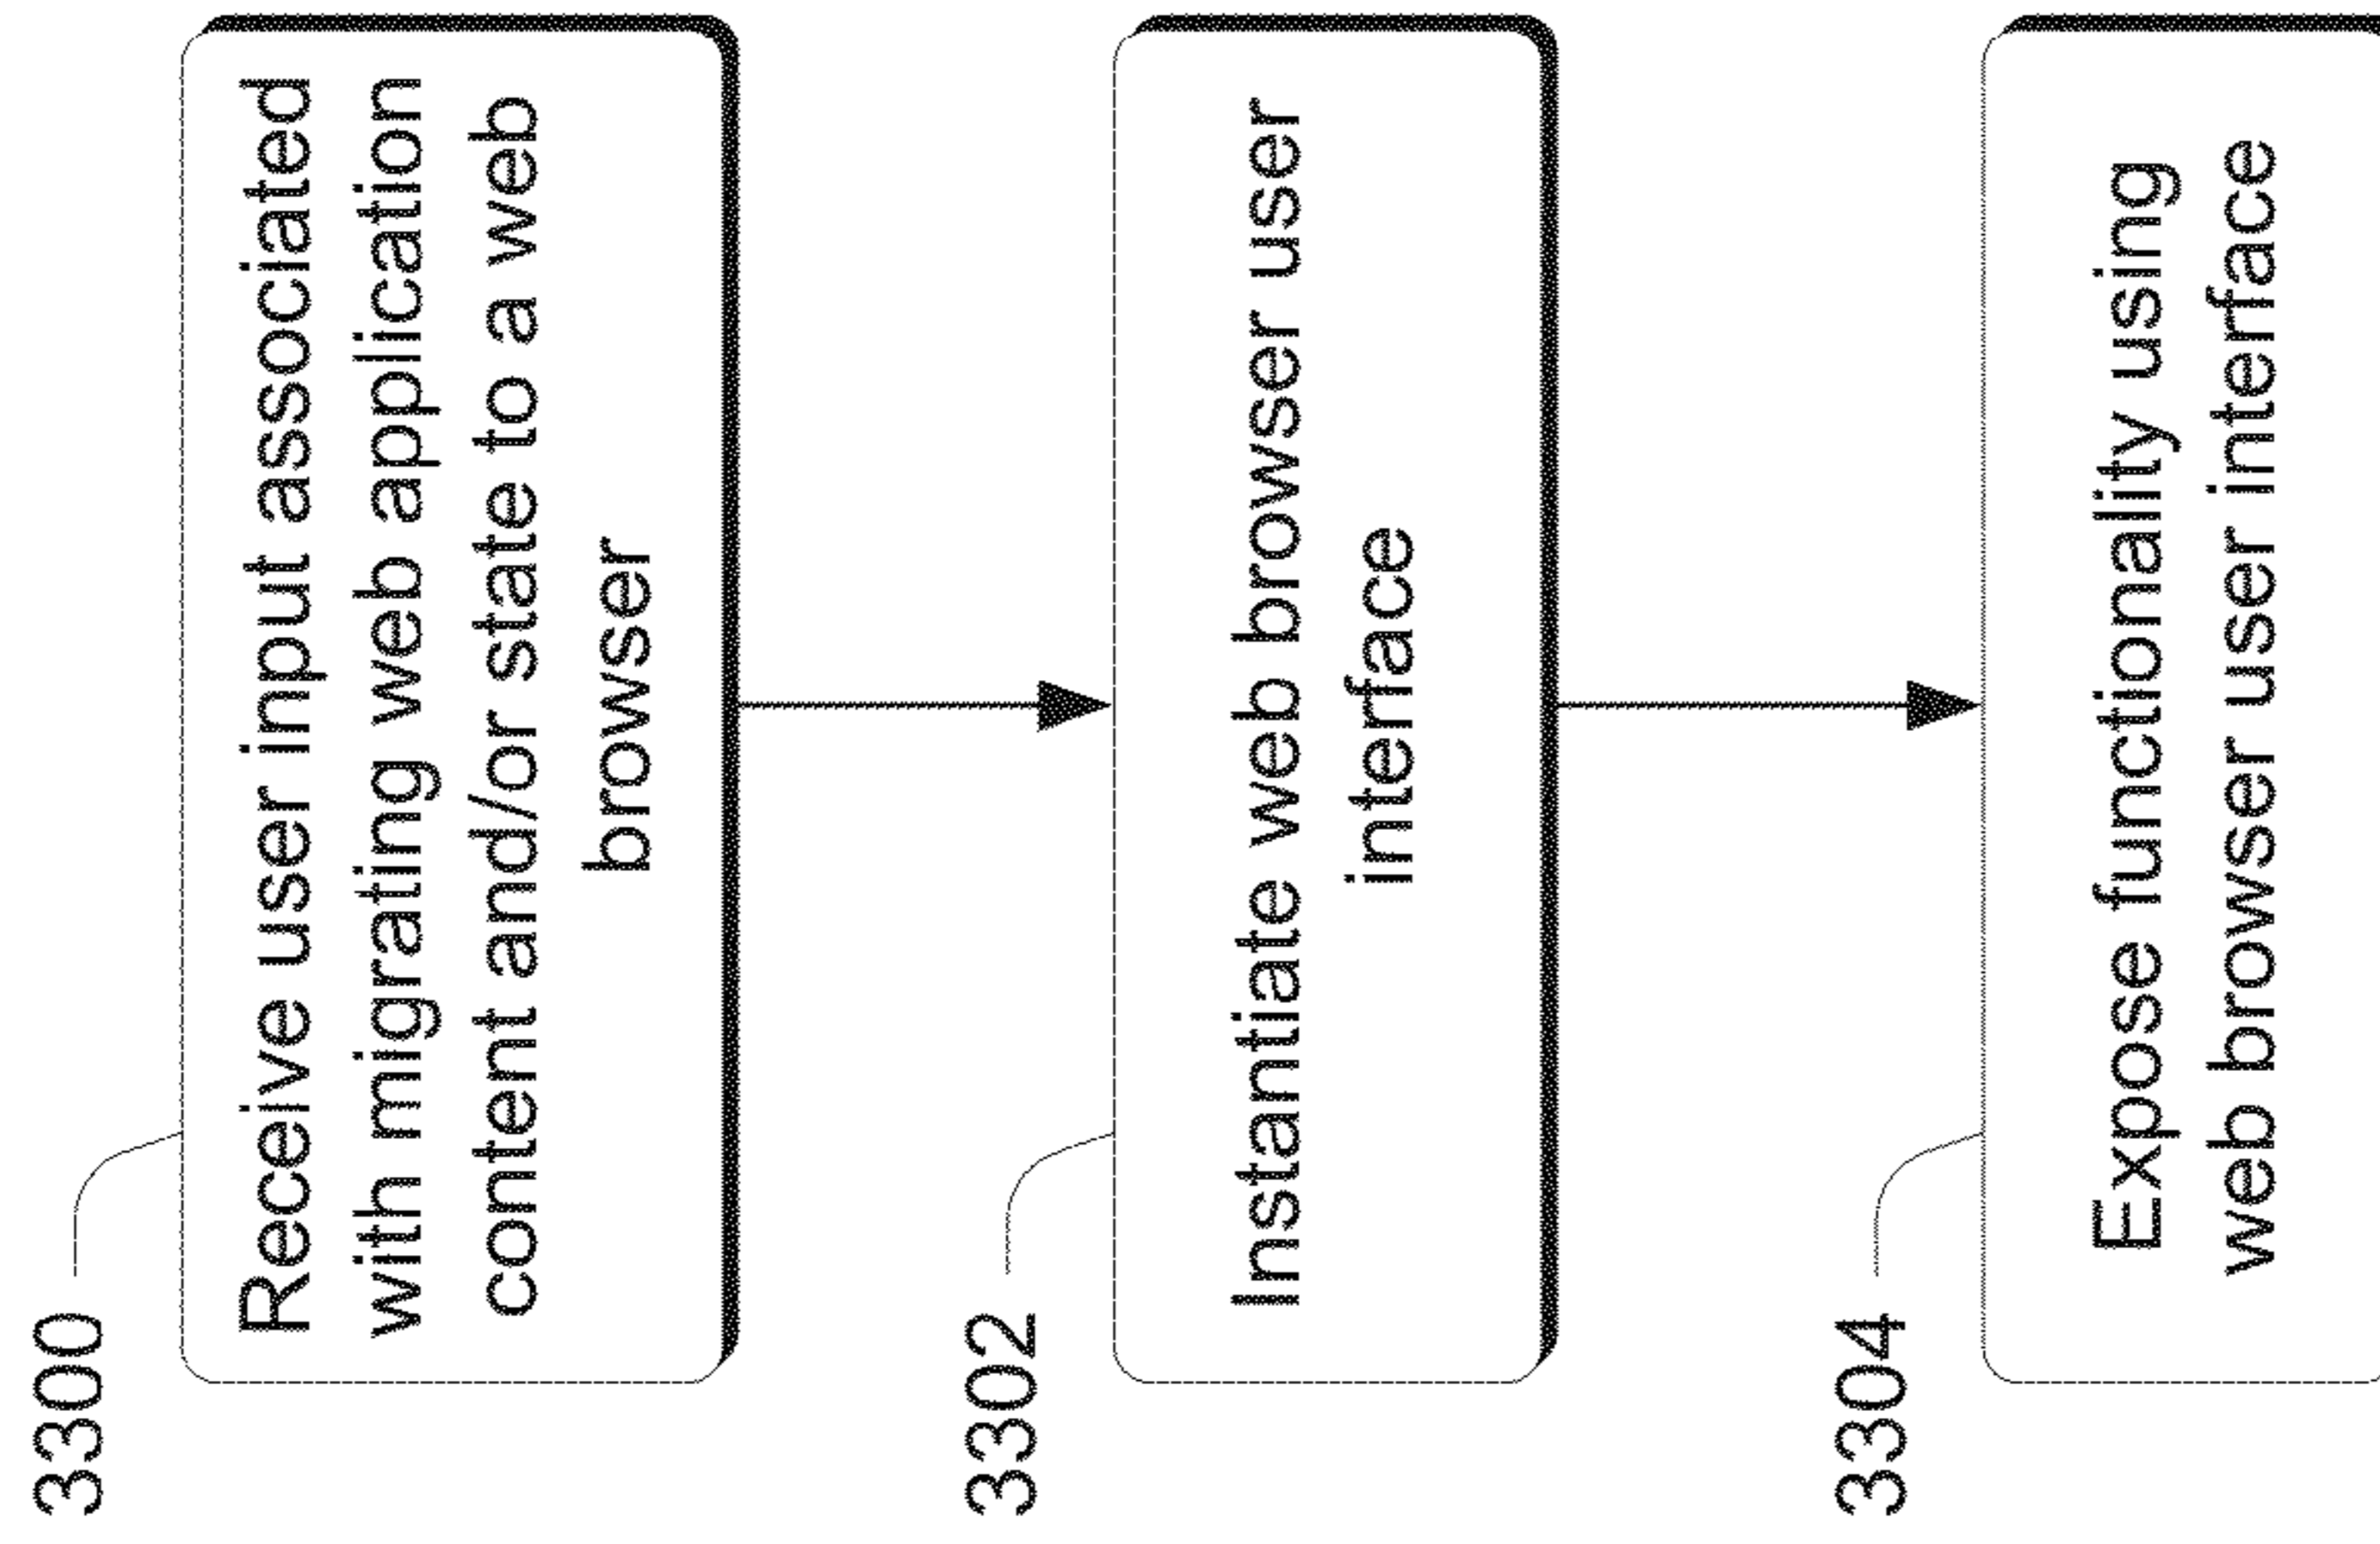 3300
Receive user input associated
with migrating web application
content and/or state to a web
browser
3302
Instantiate web browser user
interface
3304
Expose functionality using
web browser user interface